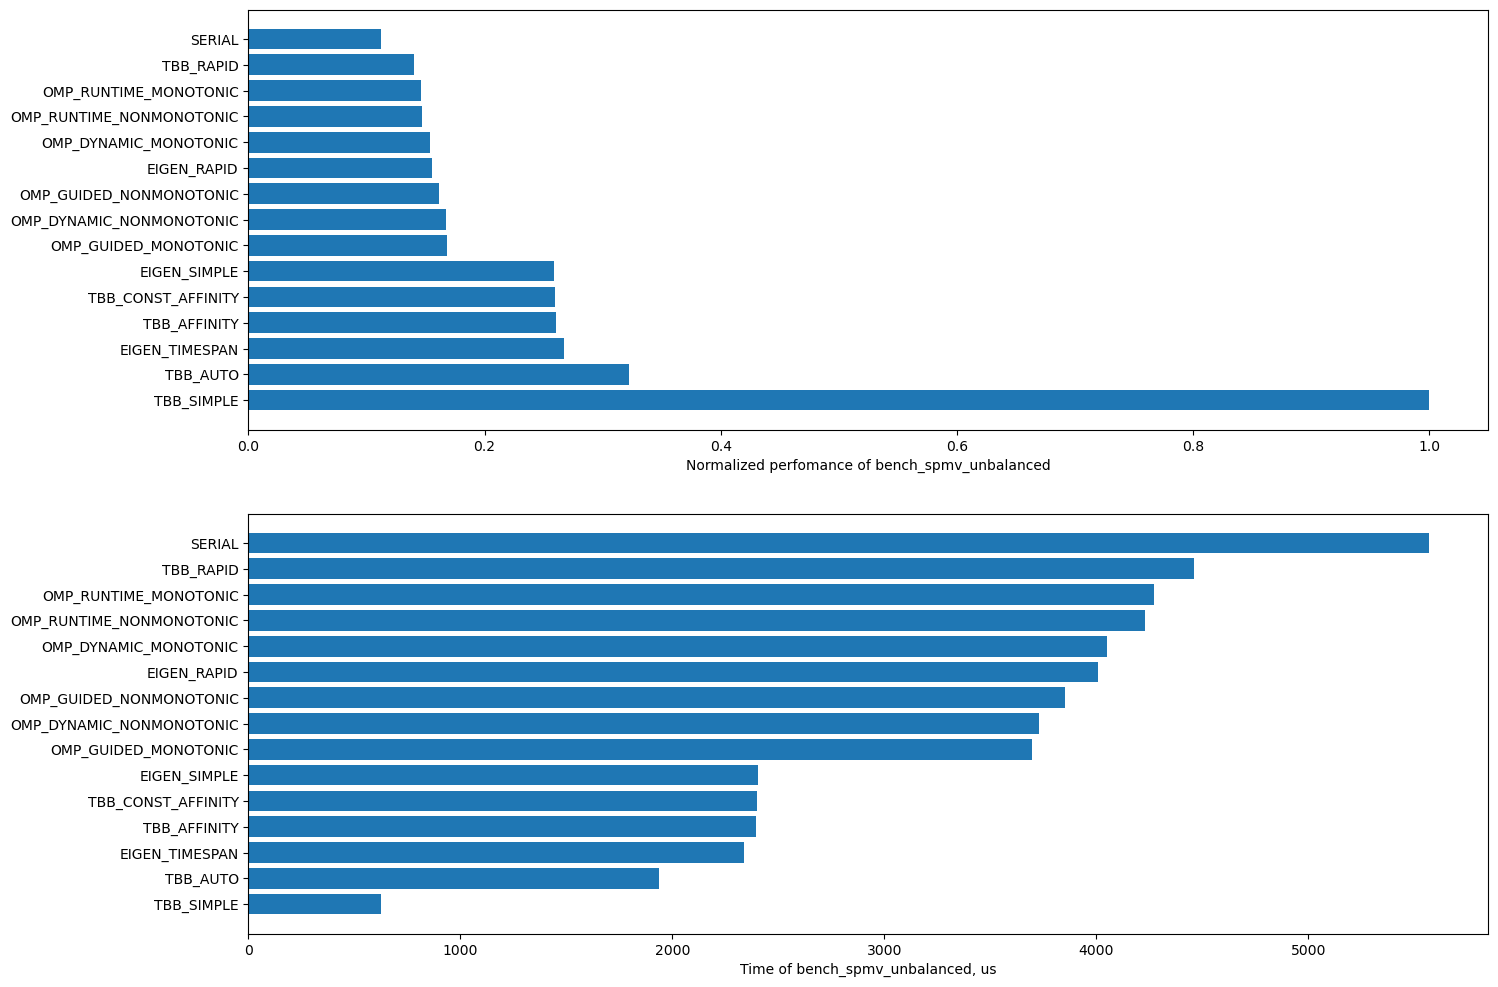 SERIAL
TBB_RAPID
OMP_RUNTIME_MONOTONIC
OMP_RUNTIME_NONMONOTONIC
OMP_DYNAMIC_MONOTONIC
EIGEN_RAPID
OMP_GUIDED_NONMONOTONIC
OMP_DYNAMIC_NONMONOTONIC
OMP_GUIDED_MONOTONIC
EIGEN_SIMPLE
TBB_CONST_AFFINITY
TBB_AFFINITY
EIGEN_TIMESPAN
TBB_AUTO
TBB_SIMPLE
0.0 0.2 0.4 0.6 0.8 1.0
Normalized perfomance of bench_spmv_unbalanced
SERIAL
TBB_RAPID
OMP_RUNTIME_MONOTONIC
OMP_RUNTIME_NONMONOTONIC
OMP_DYNAMIC_MONOTONIC
EIGEN_RAPID
OMP_GUIDED_NONMONOTONIC
OMP_DYNAMIC_NONMONOTONIC
OMP_GUIDED_MONOTONIC
EIGEN_SIMPLE
TBB_CONST_AFFINITY
TBB_AFFINITY
EIGEN_TIMESPAN
TBB_AUTO
TBB_SIMPLE
0 1000 2000 3000 4000 5000
Time of bench_spmv_unbalanced, us